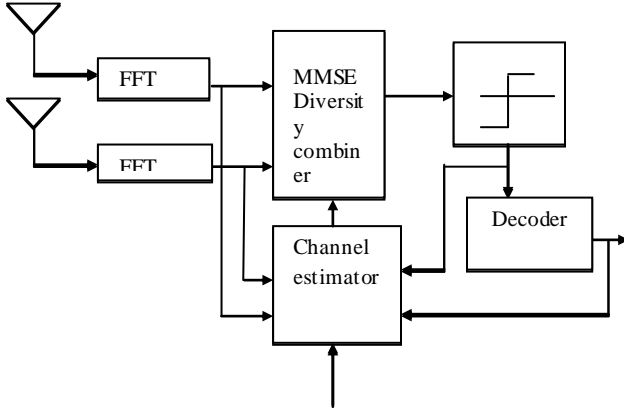 FFT
FFT
MMSE
Diversit
y
combin
er
Decoder
Channel
estimator